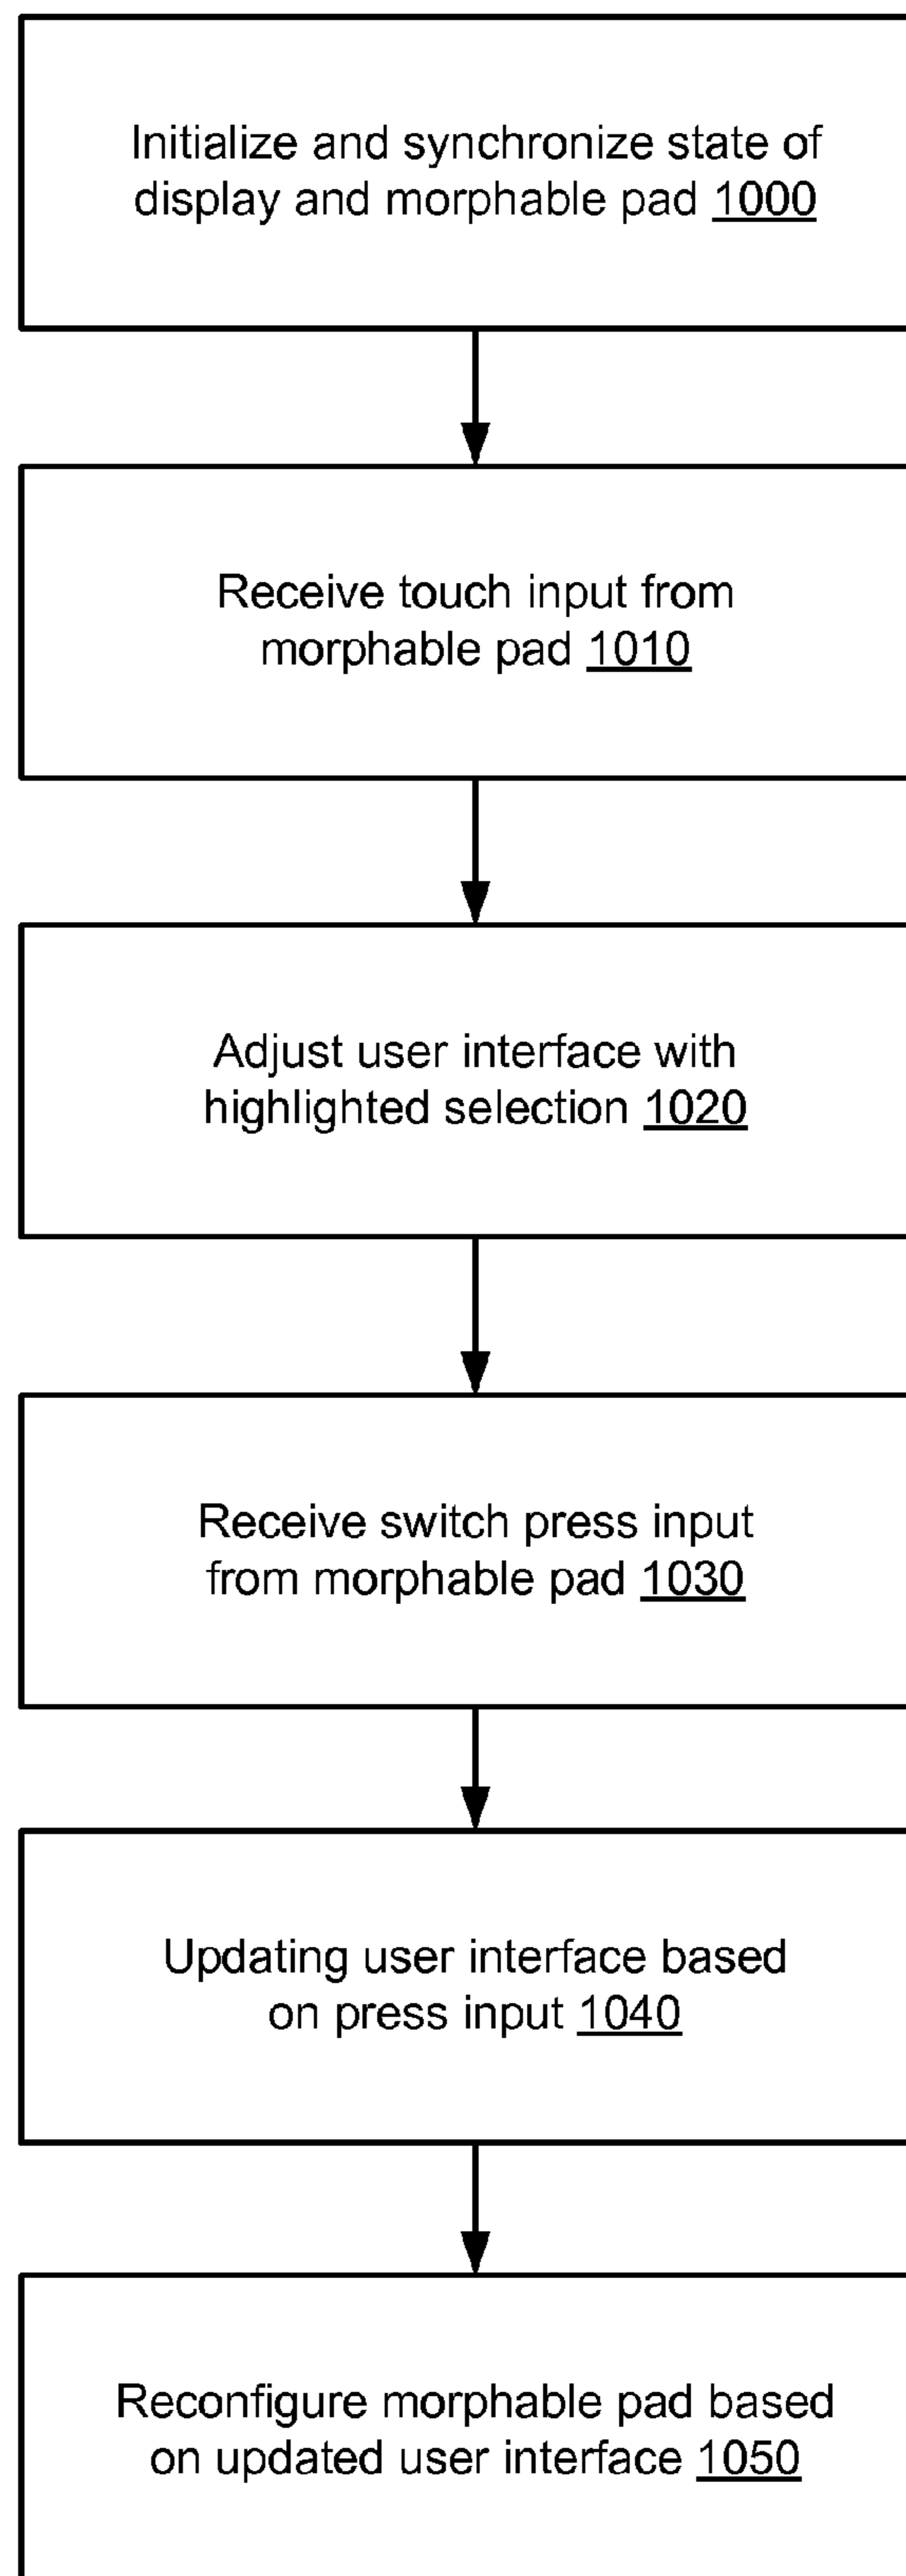 Initialize and synchronize state of
display and morphable pad 1000
Receive touch input from
morphable pad 1010
Adjust user interface with
highlighted selection 1020
Receive switch press input
from morphable pad 1030
Updating user interface based
on press input 1040
Reconfigure morphable pad based
on updated user interface 1050